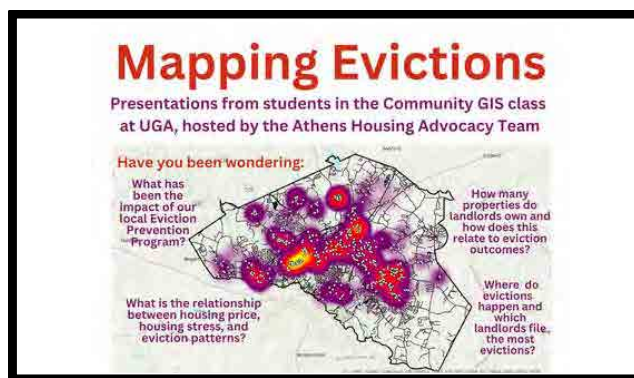 Mapping Evictions
Presentations from students in the Community GIS class
at UGA, hosted by the Athens Housing Advocacy Team
Have you been wondering:
What has
been the
impact of our
local Eviction
Prevention
Program?
How many
properties do
landlords own and
how does this
relate to eviction
outcomes?
What is the relationship
between housing price,
housing stress, and
eviction patterns?
Where do
evictions
happen and
which
landlords file,
the most
evictions?